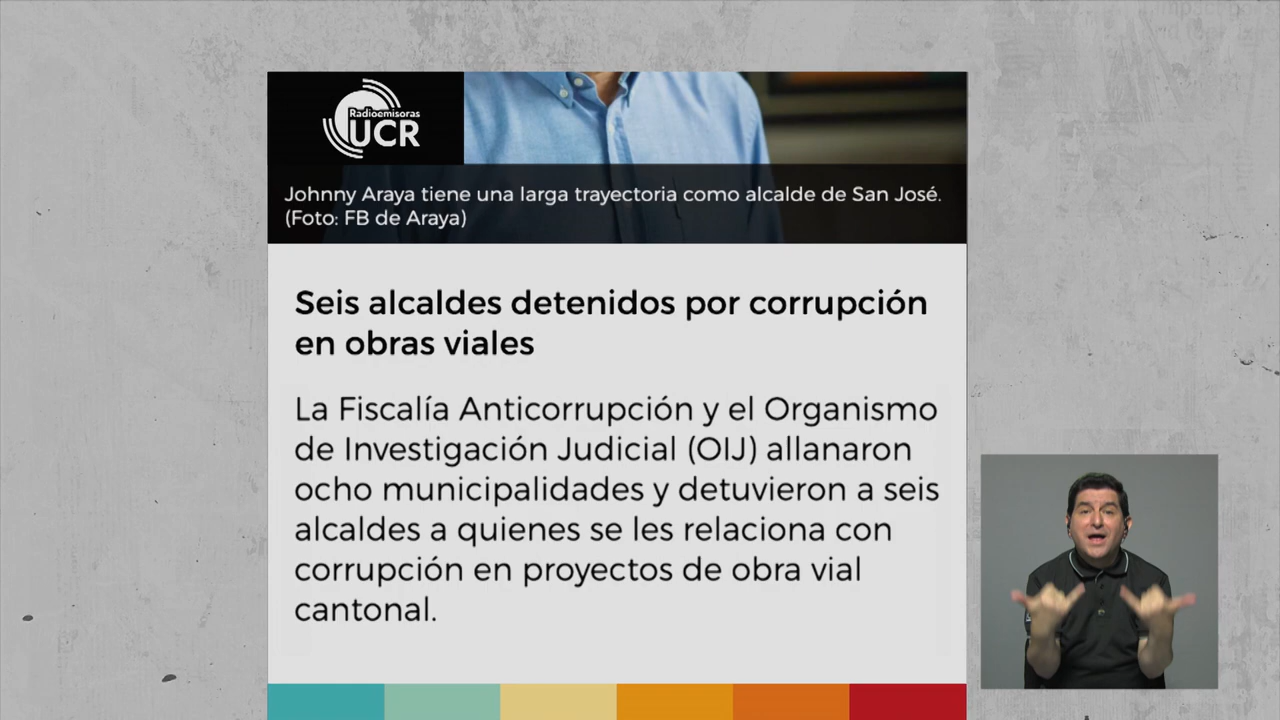 Radioemisoras
UCR
Johnny Araya tiene una larga trayectoria como alcalde de San José.
(Foto: FB de Araya)
Seis alcaldes detenidos por corrupción
en obras viales
La Fiscalía Anticorrupción y el Organismo
de Investigación Judicial (OIJ) allanaron
ocho municipalidades y detuvieron a seis
alcaldes a quienes se les relaciona con
corrupción en proyectos de obra vial
cantonal.